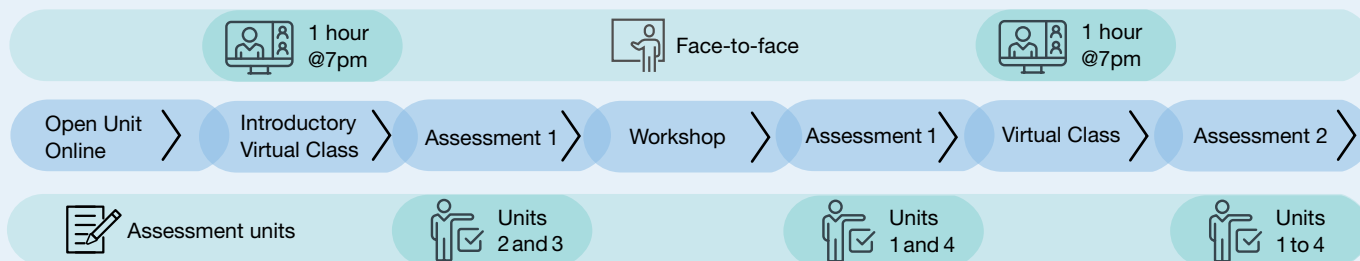 1 hour
@7pm
Face-to-face
1 hour
@7pm
Open Unit
Online
Introductory
Virtual Class
Assessment 1
Workshop
Assessment 1
Virtual Class
Assessment 2
Assessment units
Units
2 and 3
Units
1 and 4
Units
1 to 4